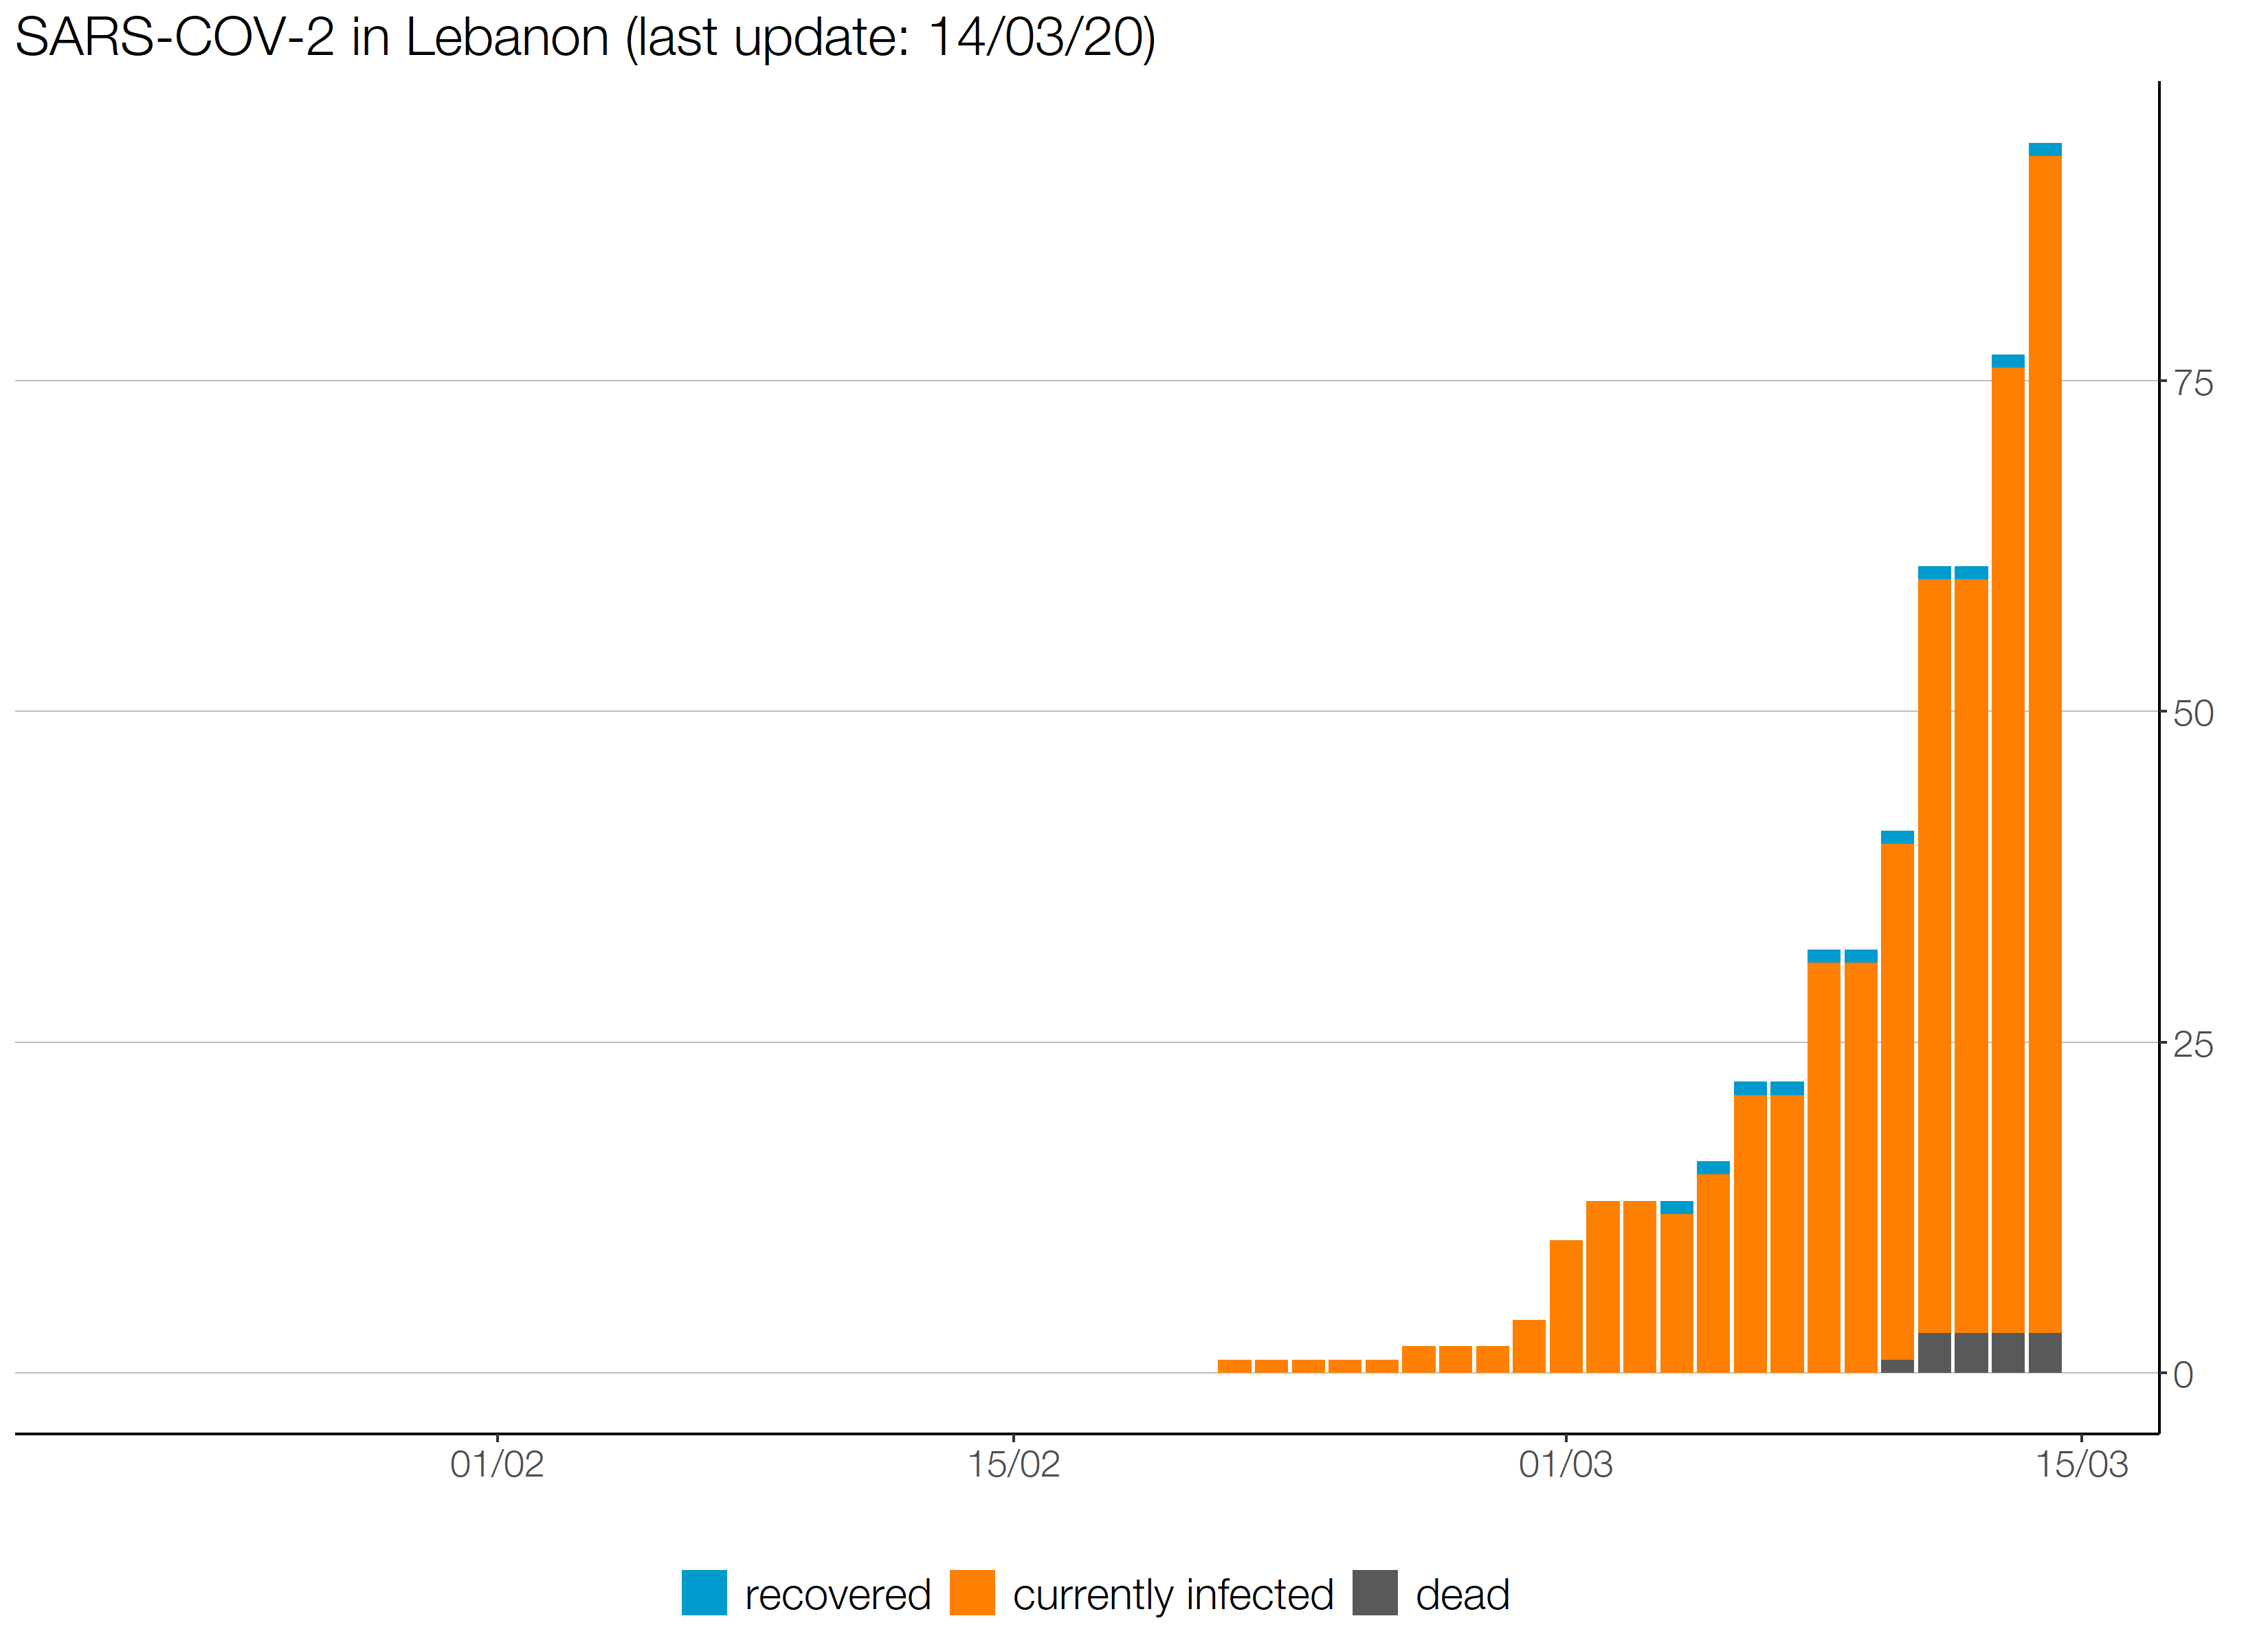 SARS-COV-2 in Lebanon (last update: 14/03/20)
75
50
25
0
01/02 15/02 01/03 15/03
recovered currently infected dead